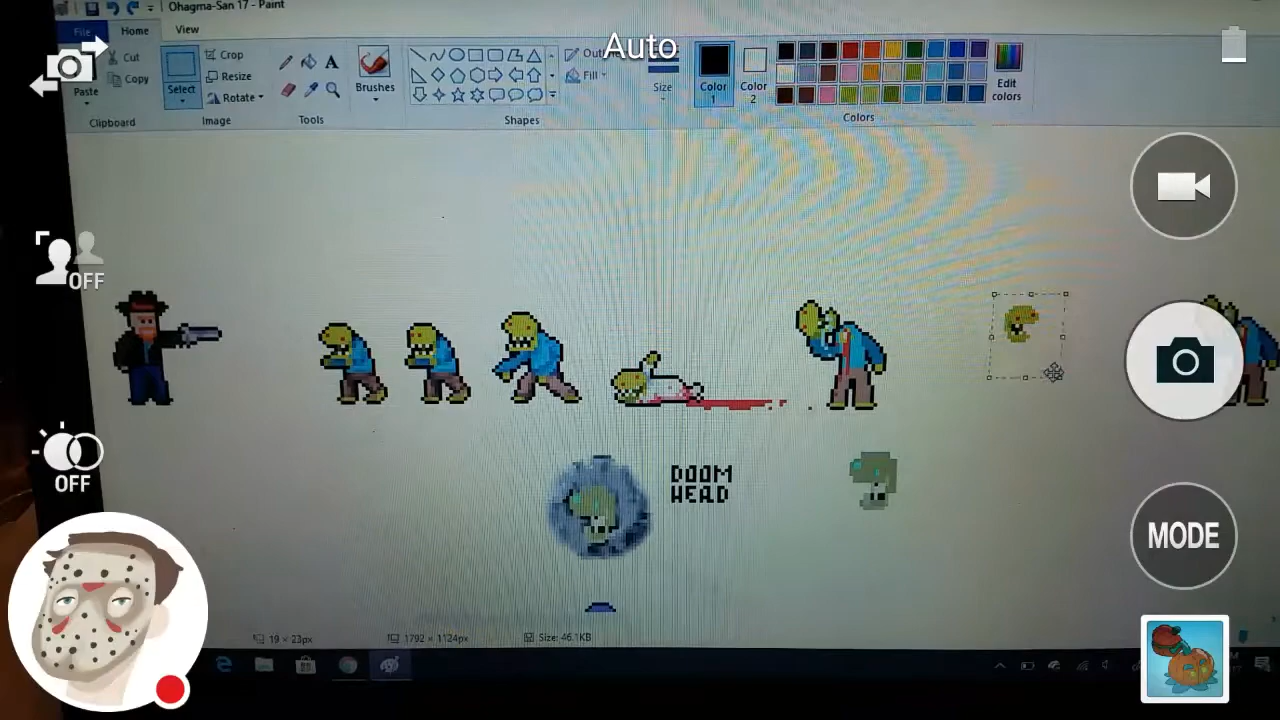 Ohagma-San 17 - Paint
File
Home
View
Auto
Paste
Cut
Copy
Clipboard
Select
Crop
Resize
Rotate
Image
A
Tools
Brushes
Shapes
Fill
Size
Color
1
Color
2
Edit
colors
Colors
OFF
OFF
DOOM
HEAD
MODE
19 × 23px
1792 × 1124px
Size: 46.1KB